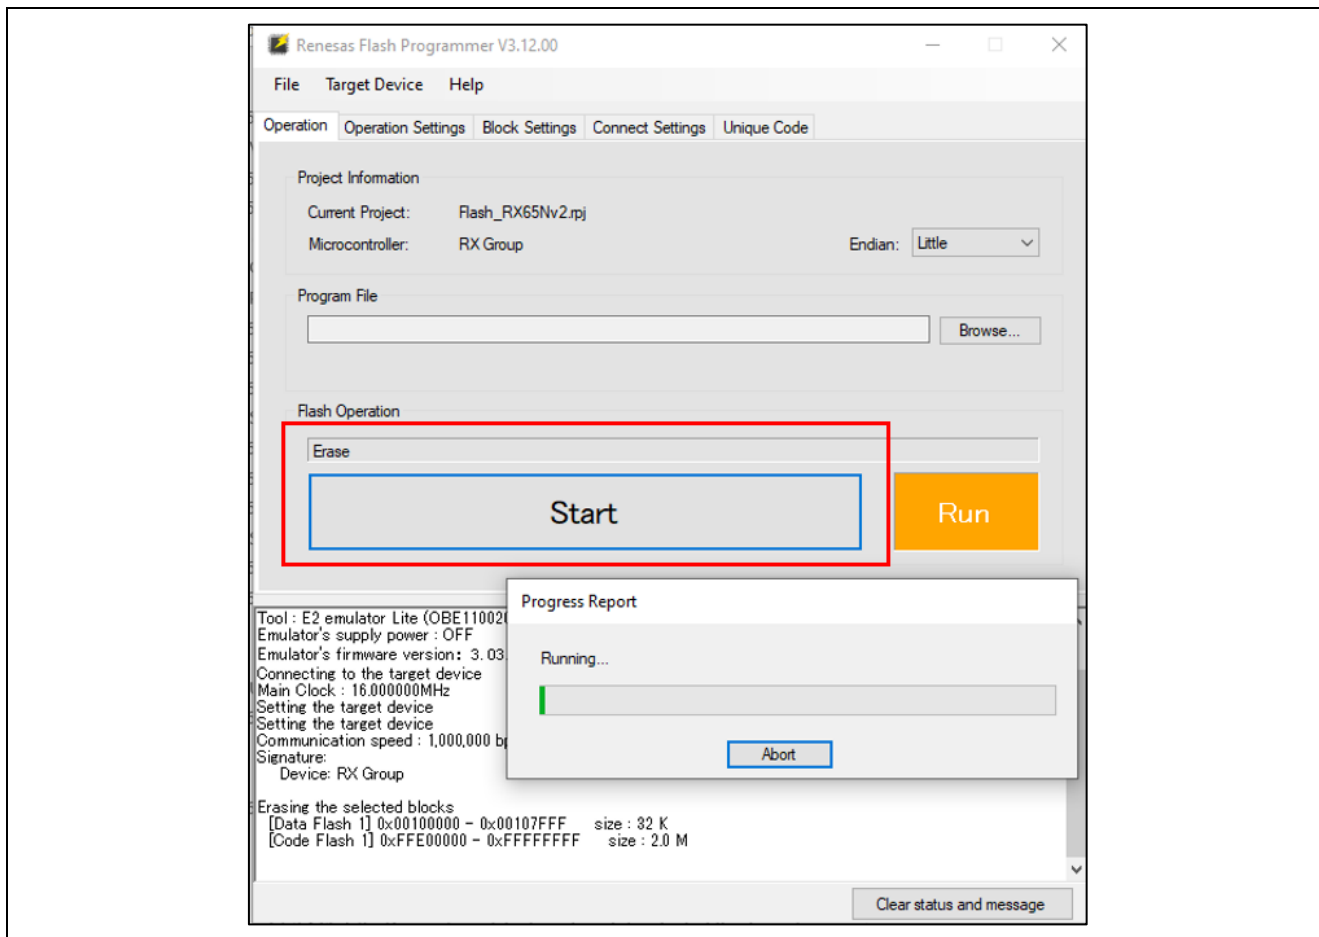 Renesas Flash Programmer V3.12.00
File Target Device Help
Operation Operation Settings Block Settings Connect Settings Unique Code
Project Information
Current Project: Flash_RX65Nv2.rpj
Microcontroller: RX Group Endian: Little
Program File
Browse...
Flash Operation
Erase
Start Run
Progress Report
Running...
Abort
Tool : E2 emulator Lite
Emulator's supply power : OFF
Emulator's firmware version: 3. 03.
Connecting to the target device
Main Clock : 16.000000MHz
Setting the target device
Setting the target device
Communication speed : 1,000,000
Signature:
Device: RX Group
Erasing the selected blocks
[Data Flash 1] 0x00100000 - 0x00107FFF size : 32 K
[Code Flash 1] 0xFFE00000 - 0xFFFFFFFF size : 2.0 M
Clear status and message